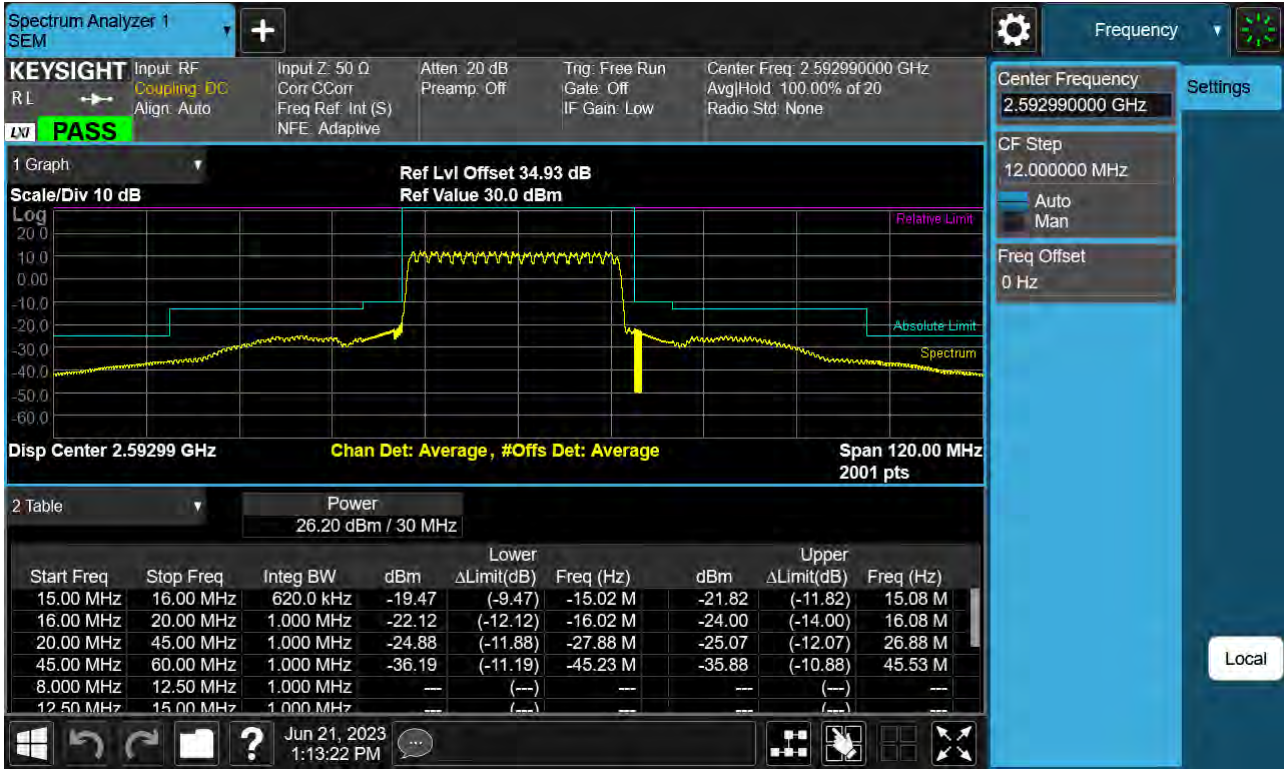 Spectrum Analyzer 1
SEM
Frequency
KEYSIGHT
RL
LXI
PASS
Input: RF
Coupling: DC
Align: Auto
Input Z: 50 Ω
Corr CCorr
Freq Ref: Int (S)
NFE: Adaptive
Atten: 20 dB
Preamp: Off
Trig: Free Run
Gate: Off
IF Gain: Low
Center Freq: 2.592990000 GHz
Avg|Hold: 100.00% of 20
Radio Std: None
Center Frequency
2.592990000 GHz
Settings
CF Step
12.000000 MHz
Auto
Man
Freq Offset
0 Hz
Local
1 Graph
Scale/Div 10 dB
Ref Lvl Offset 34.93 dB
Ref Value 30.0 dBm
Log
20.0
10.0
0.00
-10.0
-20.0
-30.0
-40.0
-50.0
-60.0
Relative Limit
Absolute Limit
Spectrum
Disp Center 2.59299 GHz
Chan Det: Average, #Offs Det: Average
Span 120.00 MHz
2001 pts
2 Table
Power
26.20 dBm / 30 MHz
Lower Upper
Start Freq Stop Freq Integ BW dBm ΔLimit(dB) Freq (Hz) dBm ΔLimit(dB) Freq (Hz)
15.00 MHz 16.00 MHz 620.0 kHz -19.47 (-9.47) -15.02 M -21.82 (-11.82) 15.08 M
16.00 MHz 20.00 MHz 1.000 MHz -22.12 (-12.12) -16.02 M -24.00 (-14.00) 16.08 M
20.00 MHz 45.00 MHz 1.000 MHz -24.88 (-11.88) -27.88 M -25.07 (-12.07) 26.88 M
45.00 MHz 60.00 MHz 1.000 MHz -36.19 (-11.19) -45.23 M -35.88 (-10.88) 45.53 M
8.000 MHz 12.50 MHz 1.000 MHz --- (---) --- --- (---) ---
12.50 MHz 15.00 MHz 1.000 MHz --- (---) --- --- (---) ---
?
Jun 21, 2023
1:13:22 PM